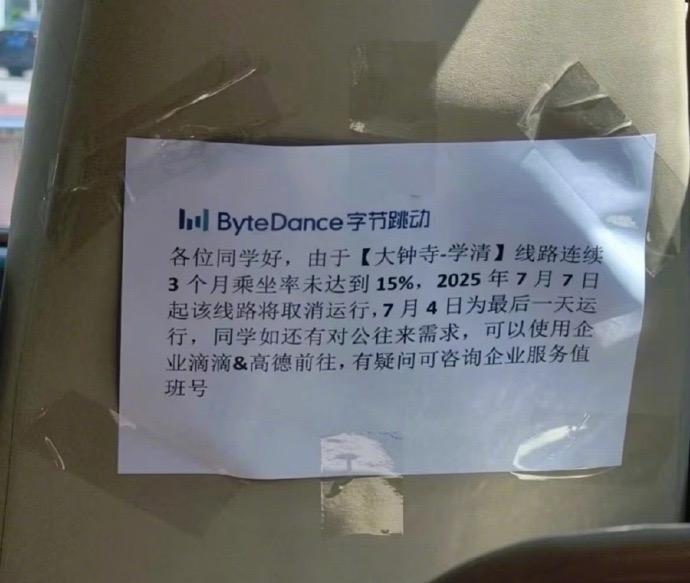 ByteDance字节跳动
各位同学好，由于【大钟寺-学清】线路连续
3 个月乘坐率未达到 15%，2025 年 7 月 7 日
起该线路将取消运行，7 月 4 日为最后一天运
行，同学如还有对公往来需求，可以使用企
业滴滴&高德前往，有疑问可咨询企业服务值
班号